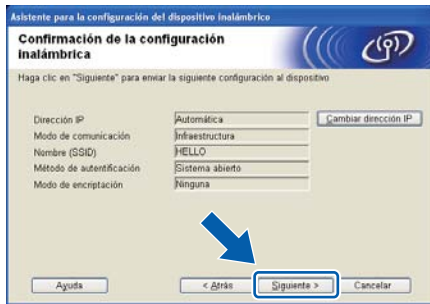 Asistente para la configuración del dispositivo inalámbrico
Confirmación de la configuración
inalámbrica
Haga clic en "Siguiente" para enviar la siguiente configuración al dispositivo
Dirección IP Automática Cambiar dirección IP
Modo de comunicación Infraestructura
Nombre (SSID) HELLO
Método de autentificación Sistema abierto
Modo de encriptación Ninguna
Ayuda < Atrás Siguiente > Cancelar